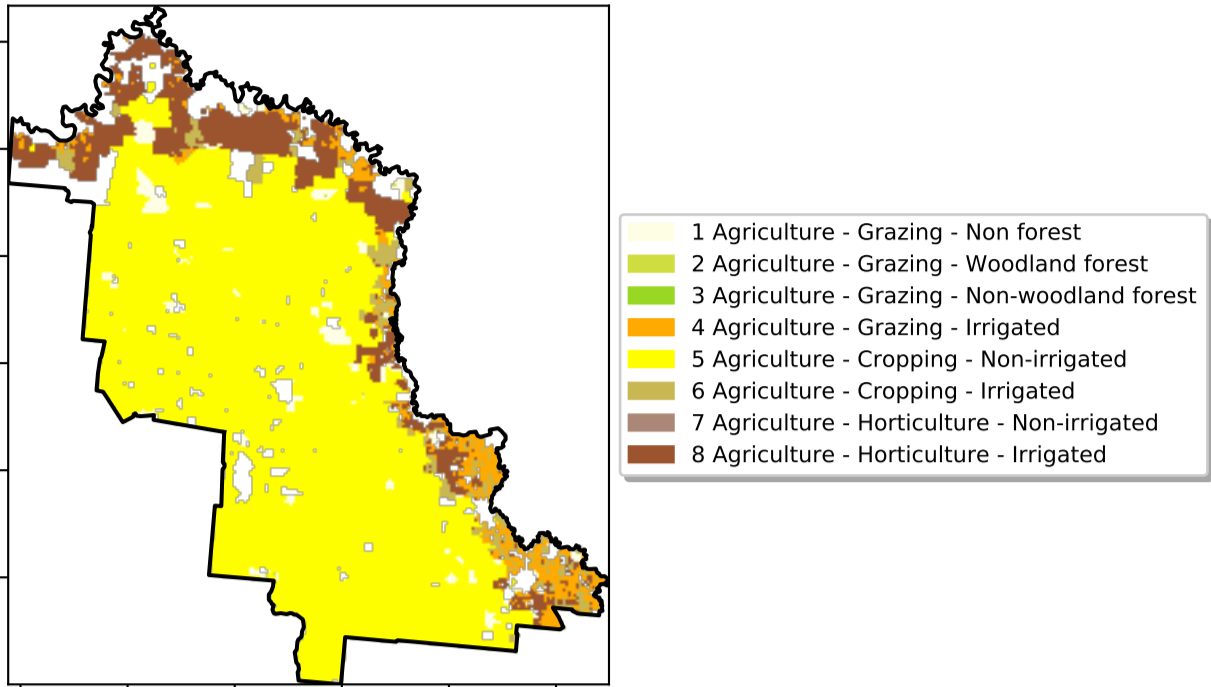 1 Agriculture - Grazing - Non forest
2 Agriculture - Grazing - Woodland forest
3 Agriculture - Grazing - Non-woodland forest
4 Agriculture - Grazing - Irrigated
5 Agriculture - Cropping - Non-irrigated
6 Agriculture - Cropping - Irrigated
7 Agriculture - Horticulture - Non-irrigated
8 Agriculture - Horticulture - Irrigated